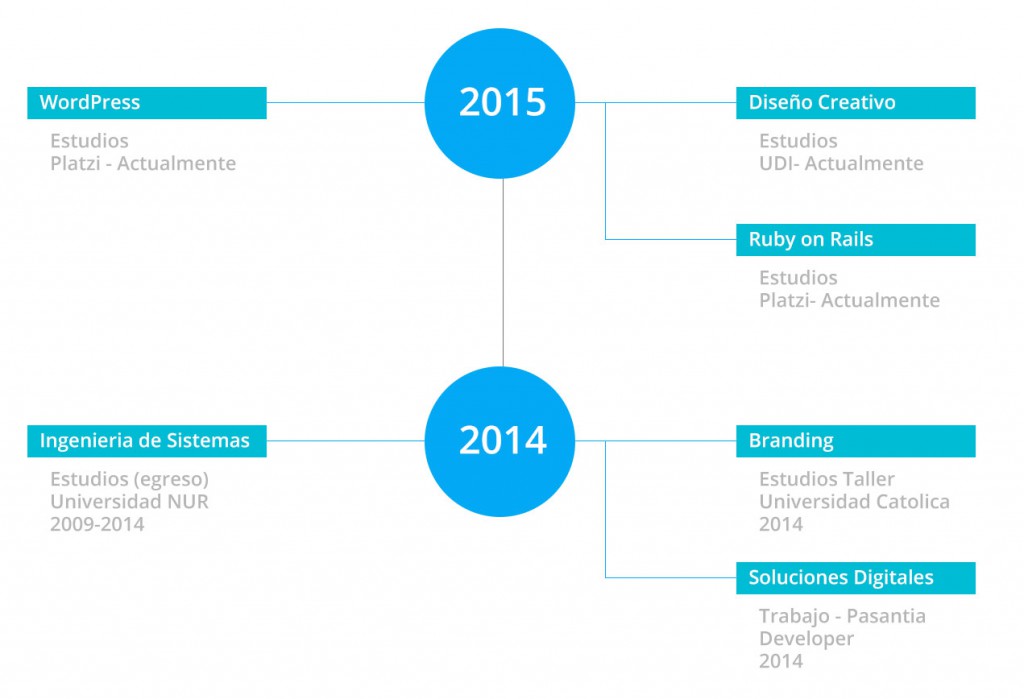 2015
WordPress
Estudios
Platzi - Actualmente
Diseño Creativo
Estudios
UDI- Actualmente
Ruby on Rails
Estudios
Platzi- Actualmente
2014
Ingenieria de Sistemas
Estudios (egreso)
Universidad NUR
2009-2014
Branding
Estudios Taller
Universidad Catolica
2014
Soluciones Digitales
Trabajo - Pasantia
Developer
2014